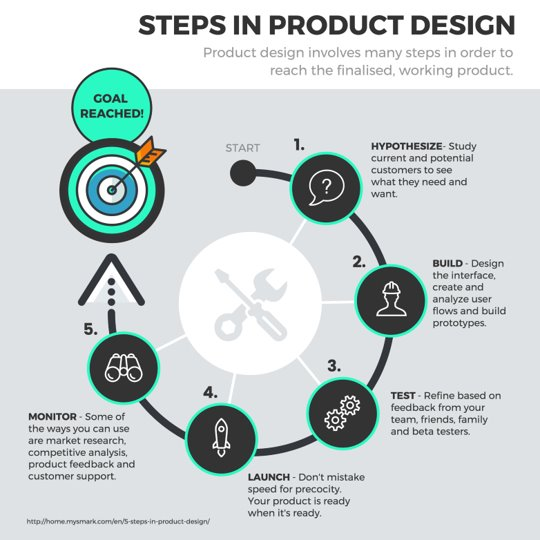 STEPS IN PRODUCT DESIGN
Product design involves many steps in order to
reach the finalised, working product.
GOAL
REACHED!
START
1.
HYPOTHESIZE- Study
current and potential
customers to see
what they need and
want.
?
2.
BUILD - Design
the interface,
create and
analyze user
flows and build
prototypes.
3.
TEST - Refine based on
feedback from your
team, friends, family
and beta testers.
4.
LAUNCH - Don't mistake
speed for precocity.
Your product is ready
when it's ready.
5.
MONITOR - Some of
the ways you can use
are market research,
competitive analysis,
product feedback and
customer support.
http://home.mysmark.com/en/5-steps-in-product-design/